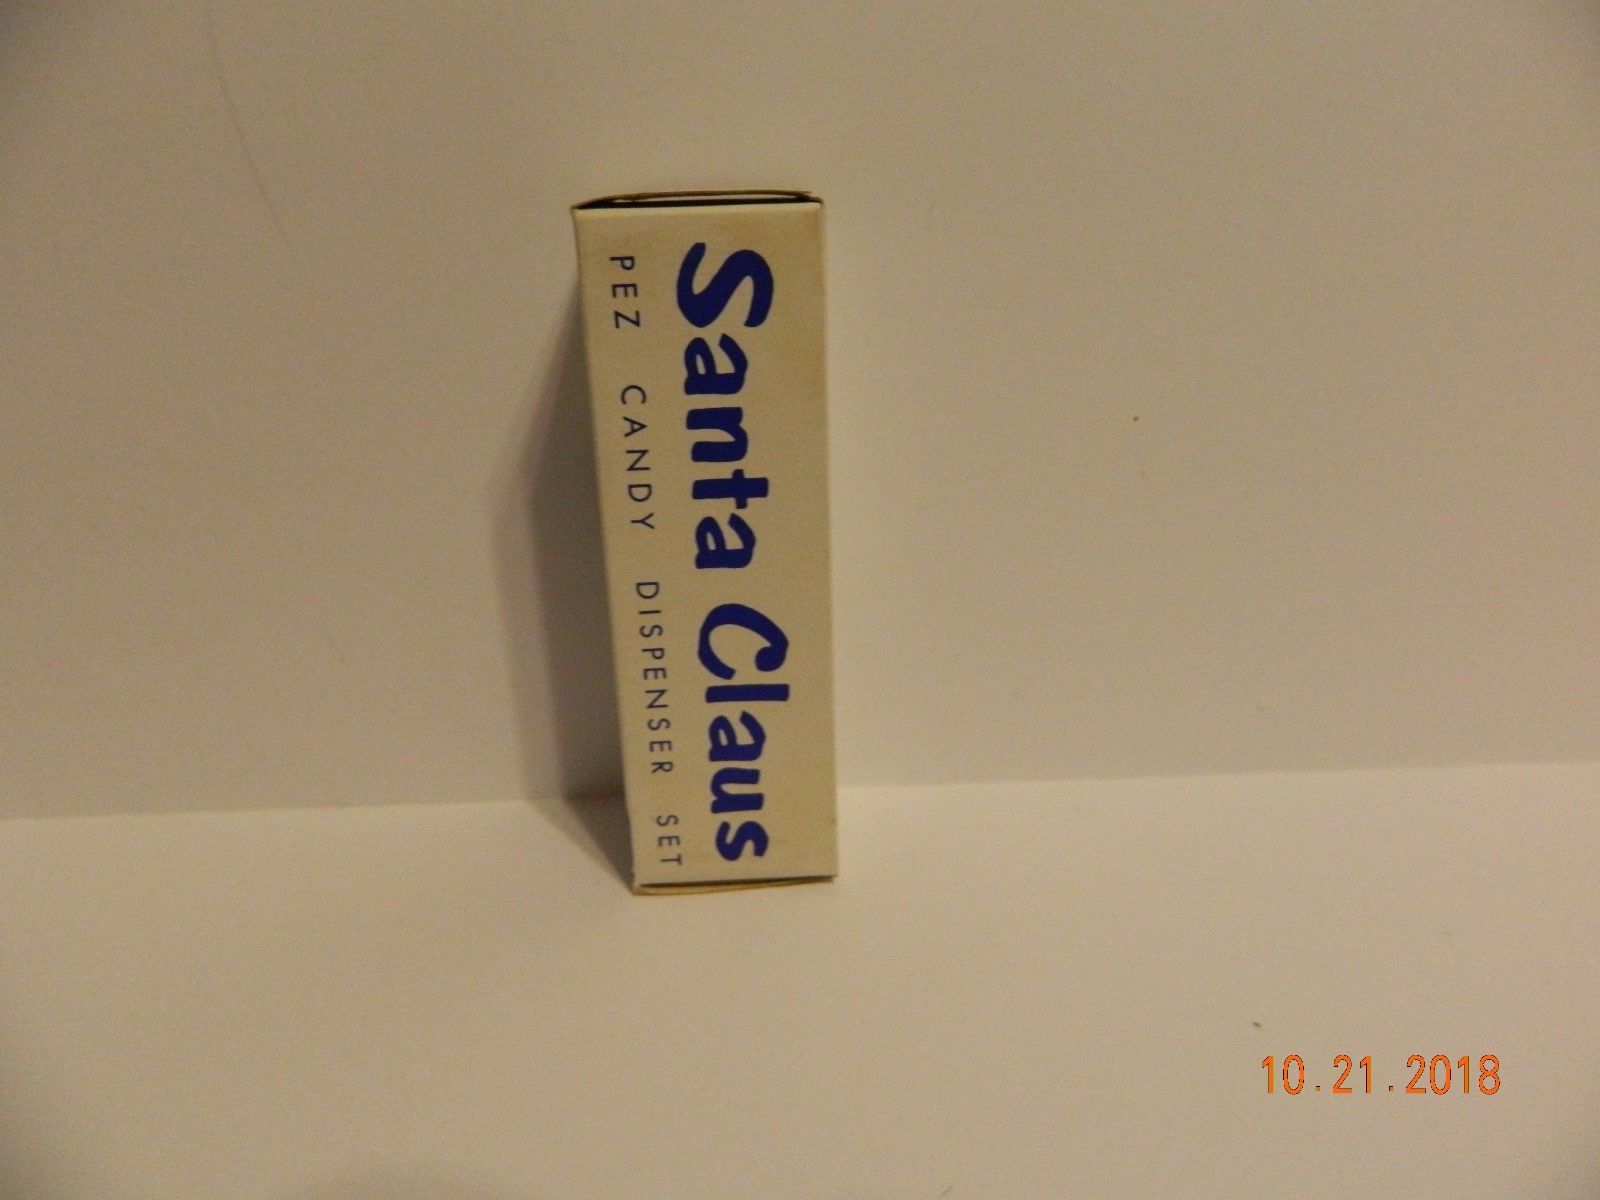 Santa Claus
PEZ CANDY DISPENSER SET
10.21.2018